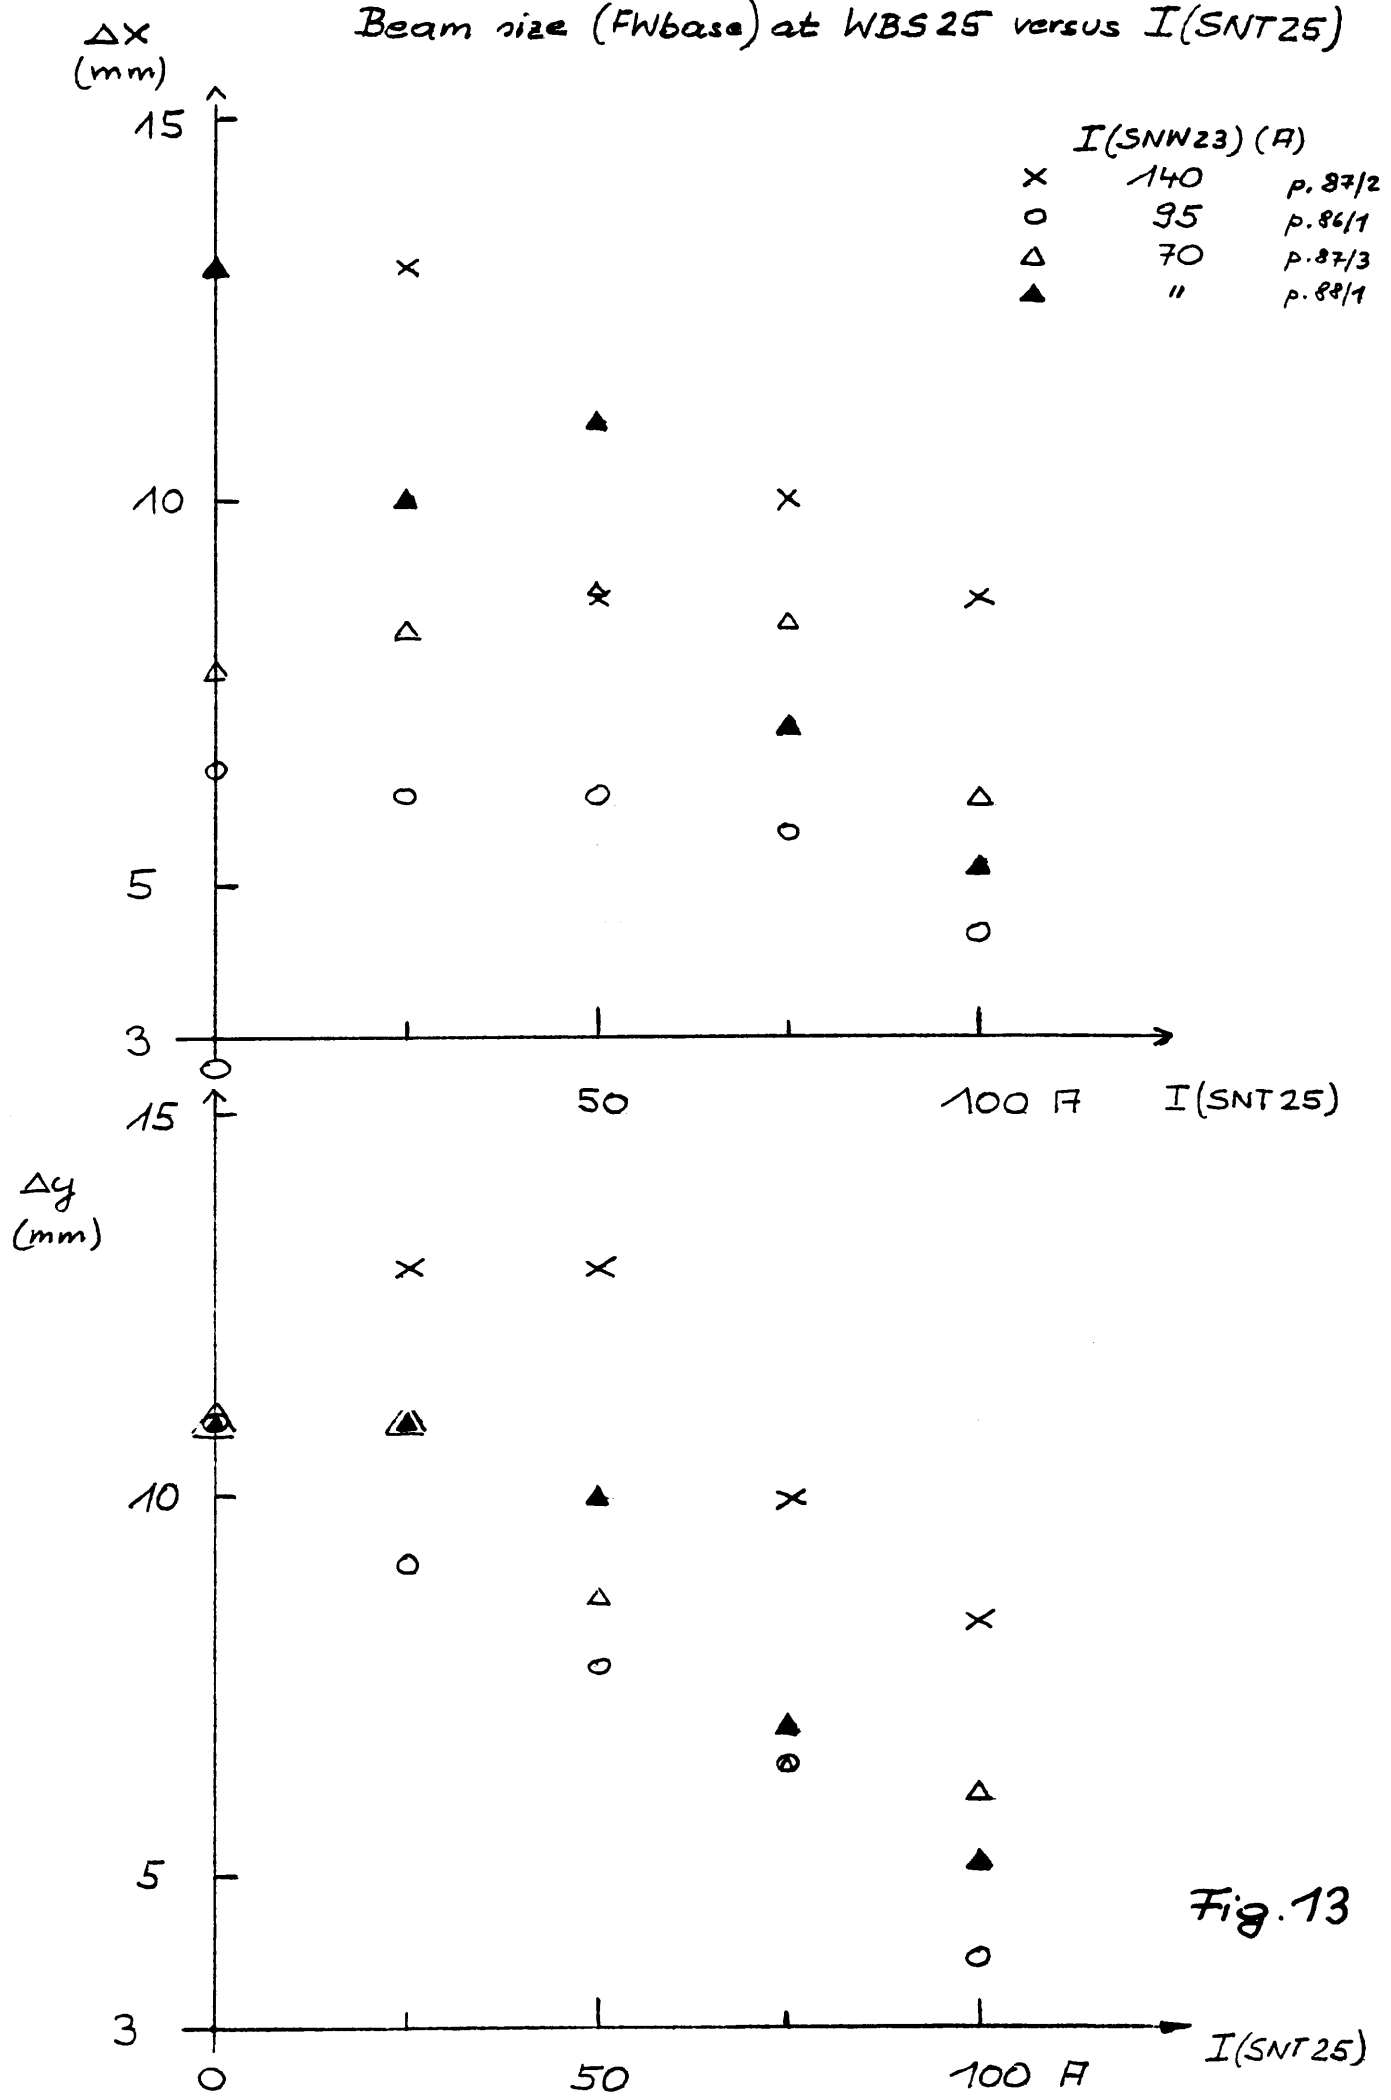 Beam size (FWbase) at WBS25 versus I(SNT25)
Δx
(mm)
15
I(SNW23) (A)
× 140 p. 87/2
○ 95 p. 86/1
△ 70 p. 87/3
▲ " p. 88/1
10
5
3
0
50
100 A
I(SNT25)
15
Δy
(mm)
10
5
Fig. 13
3
0
50
100 A
I(SNT25)